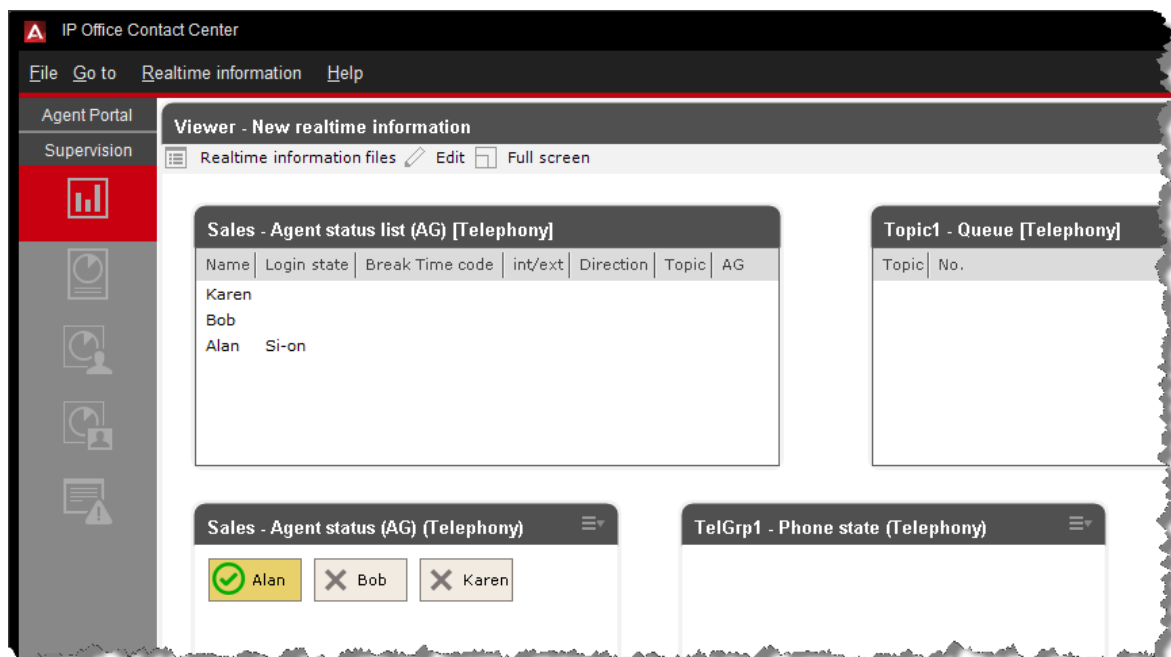 IP Office Contact Center
File Go to Realtime information Help
Agent Portal
Supervision
Viewer - New realtime information
Realtime information files Edit Full screen
Sales - Agent status list (AG) [Telephony]
Name Login state Break Time code int/ext Direction Topic AG
Karen
Bob
Alan Si-on
Topic1 - Queue [Telephony]
Topic No.
Sales - Agent status (AG) (Telephony)
Alan Bob Karen
TelGrp1 - Phone state (Telephony)